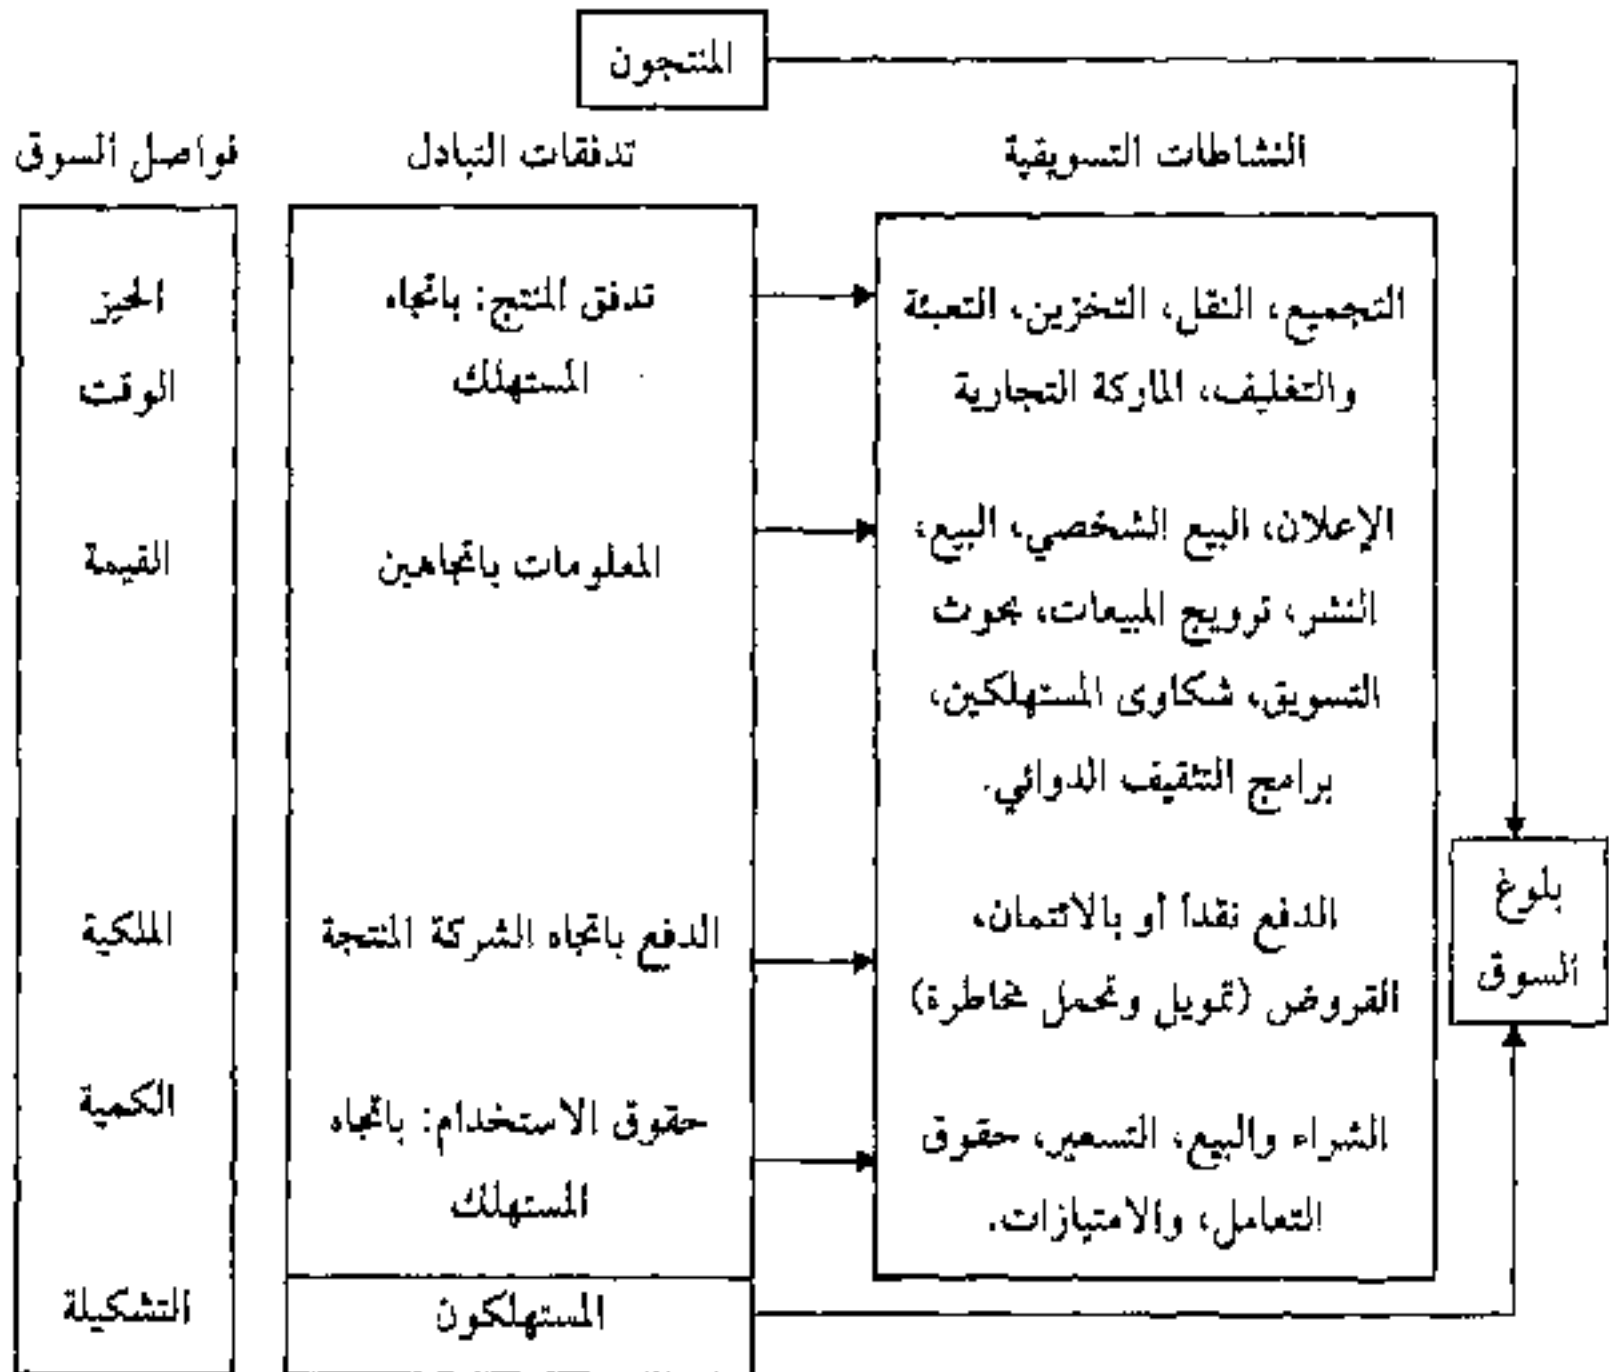 المنتجون
النشاطات التسويقية
تدفقات التبادل
فواصل السوق
التجميع، النقل، التخزين، التعبئة
والتغليف، الماركة التجارية
الإعلان، البيع الشخصي، البيع،
النشر، ترويج المبيعات، بحوث
التسويق، شكاوى المستهلكين،
برامج التثقيف الدوائي.
الدفع نقداً أو بالائتمان،
القروض (تمويل وتحمل مخاطرة)
الشراء والبيع، التسعير، حقوق
التعامل، والامتيازات.
تدفق المنتج: باتجاه
المستهلك
المعلومات باتجاهين
الدفع باتجاه الشركة المنتجة
حقوق الاستخدام: باتجاه
المستهلك
المستهلكون
الحيز
الوقت
القيمة
الملكية
الكمية
التشكيلة
بلوغ
السوق